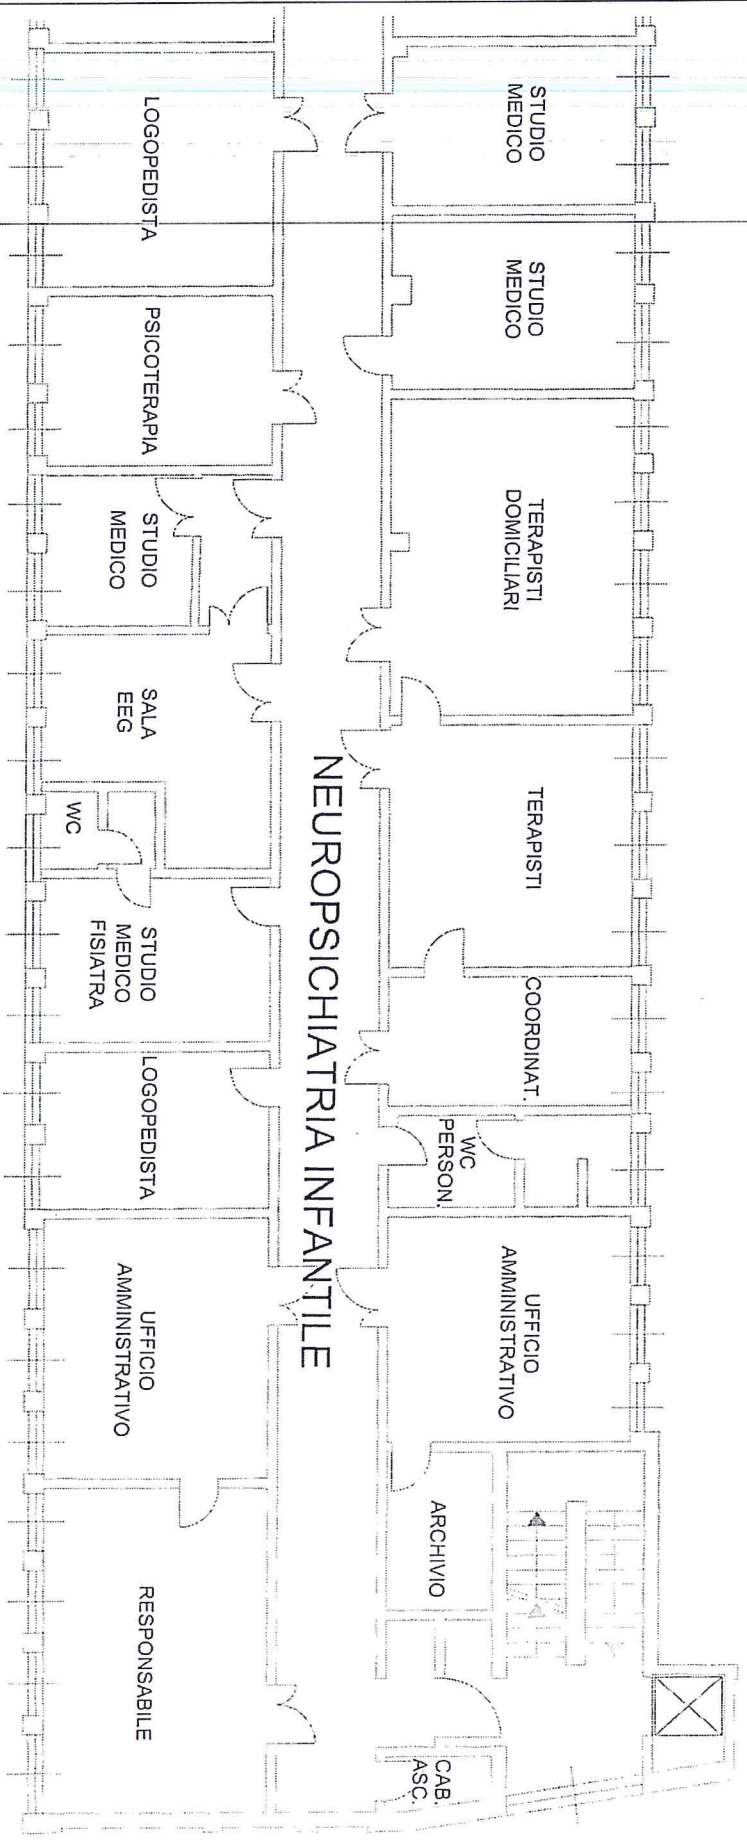 STUDIO
MEDICO
STUDIO
MEDICO
TERAPISTI
DOMICILIARI
TERAPISTI
COORDINAT.
WC
PERSON.
UFFICIO
AMMINISTRATIVO
ARCHIVIO
CAB.
ASC.
NEUROPSICHIATRIA INFANTILE
LOGOPEDISTA
PSICOTERAPIA
STUDIO
MEDICO
SALA
EEG
WC
STUDIO
MEDICO
FISIATRA
LOGOPEDISTA
UFFICIO
AMMINISTRATIVO
RESPONSABILE